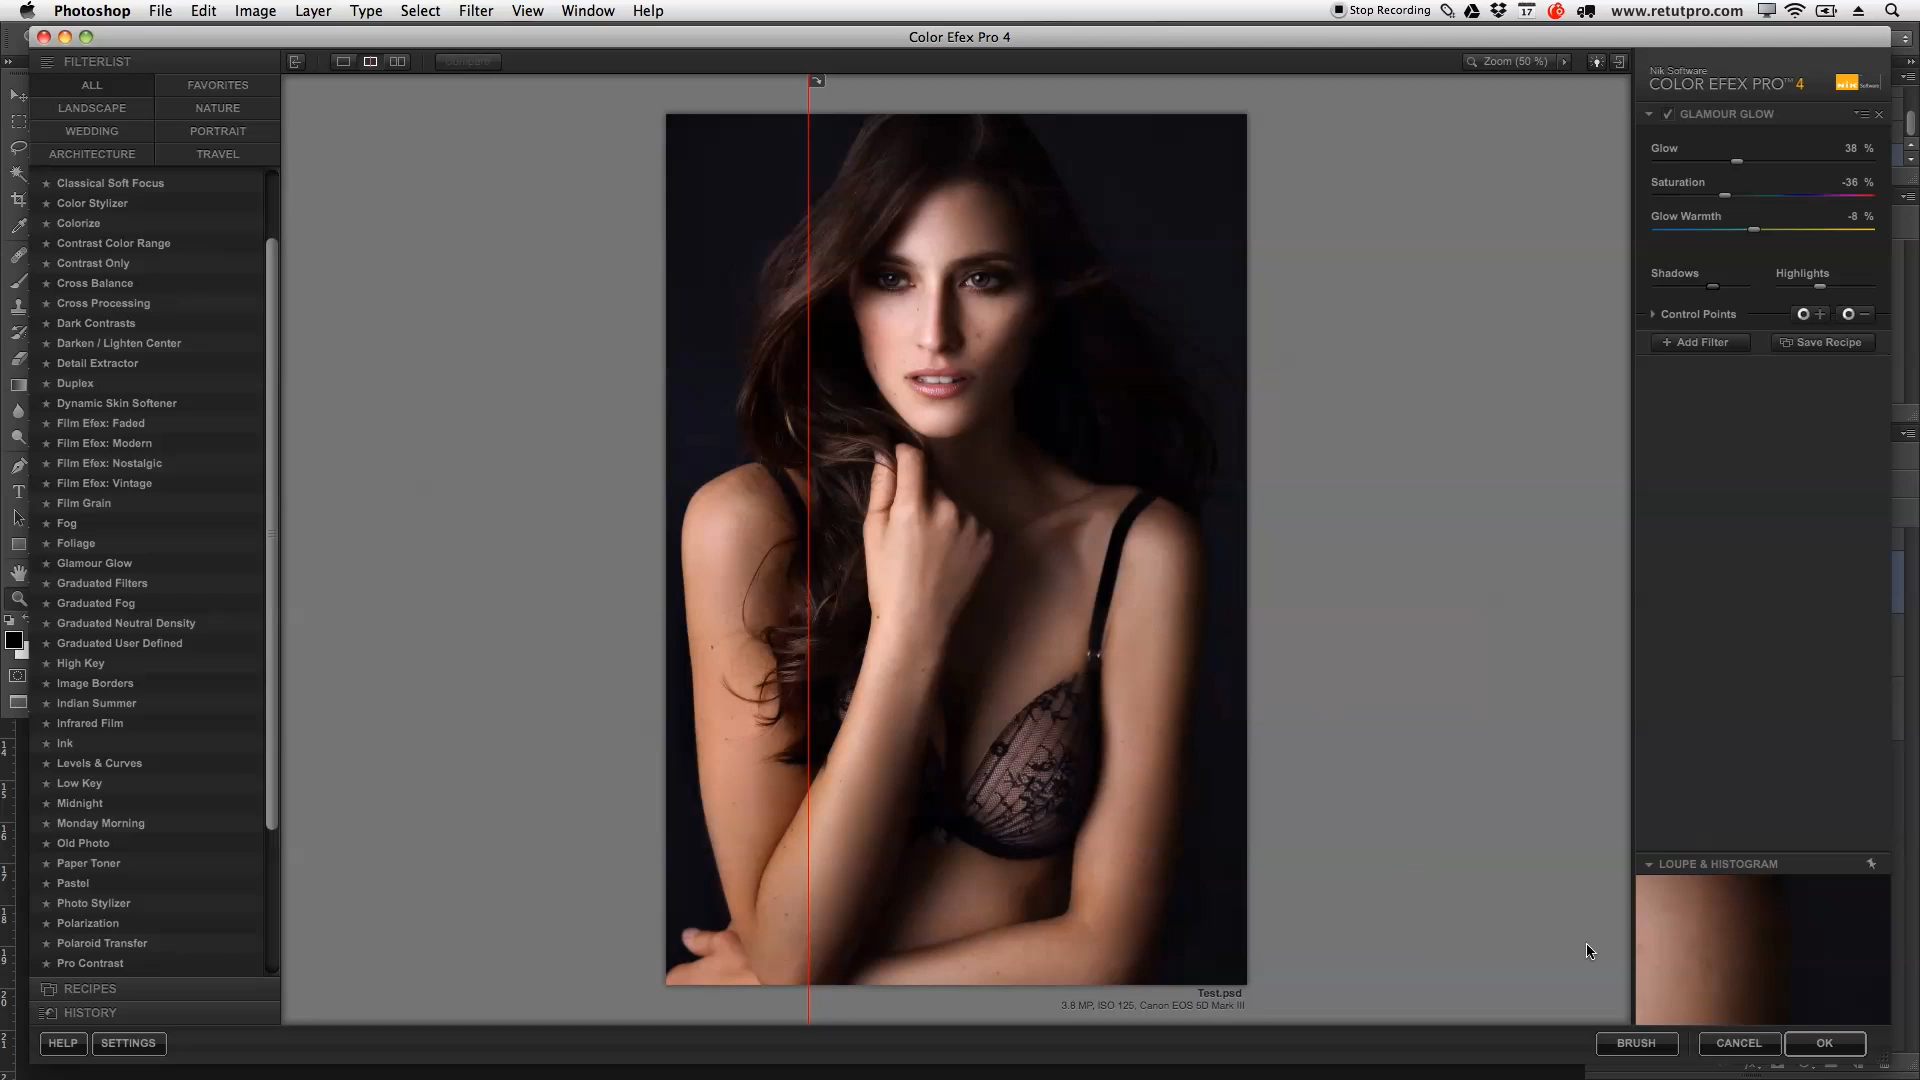 Photoshop File Edit Image Layer Type Select Filter View Window Help Stop Recording 17 www.retutpro.com
Color Efex Pro 4
FILTERLIST
Zoom (50 %)
ALL FAVORITES
LANDSCAPE NATURE
WEDDING PORTRAIT
ARCHITECTURE TRAVEL
Classical Soft Focus
Color Stylizer
Colorize
Contrast Color Range
Contrast Only
Cross Balance
Cross Processing
Dark Contrasts
Darken / Lighten Center
Detail Extractor
Duplex
Dynamic Skin Softener
Film Efex: Faded
Film Efex: Modern
Film Efex: Nostalgic
Film Efex: Vintage
Film Grain
Fog
Foliage
Glamour Glow
Graduated Filters
Graduated Fog
Graduated Neutral Density
Graduated User Defined
High Key
Image Borders
Indian Summer
Infrared Film
Ink
Levels & Curves
Low Key
Midnight
Monday Morning
Old Photo
Paper Toner
Pastel
Photo Stylizer
Polarization
Polaroid Transfer
Pro Contrast
RECIPES
HISTORY
HELP SETTINGS
Test.psd
3.8 MP, ISO 125, Canon EOS 5D Mark III
Nik Software
COLOR EFEX PRO™ 4
nik Software
GLAMOUR GLOW
Glow 38 %
Saturation -36 %
Glow Warmth -8 %
Shadows Highlights
Control Points
Add Filter Save Recipe
LOUPE & HISTOGRAM
BRUSH CANCEL OK